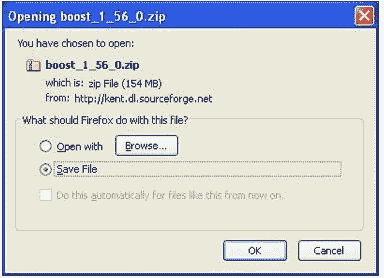 Opening boost_1_56_0.zip
You have chosen to open:
boost_1_56_0.zip
which is: zip File (154 MB)
from: http://kent.dl.sourceforge.net
What should Firefox do with this file?
Open with Browse...
Save File
Do this automatically for files like this from now on.
OK Cancel